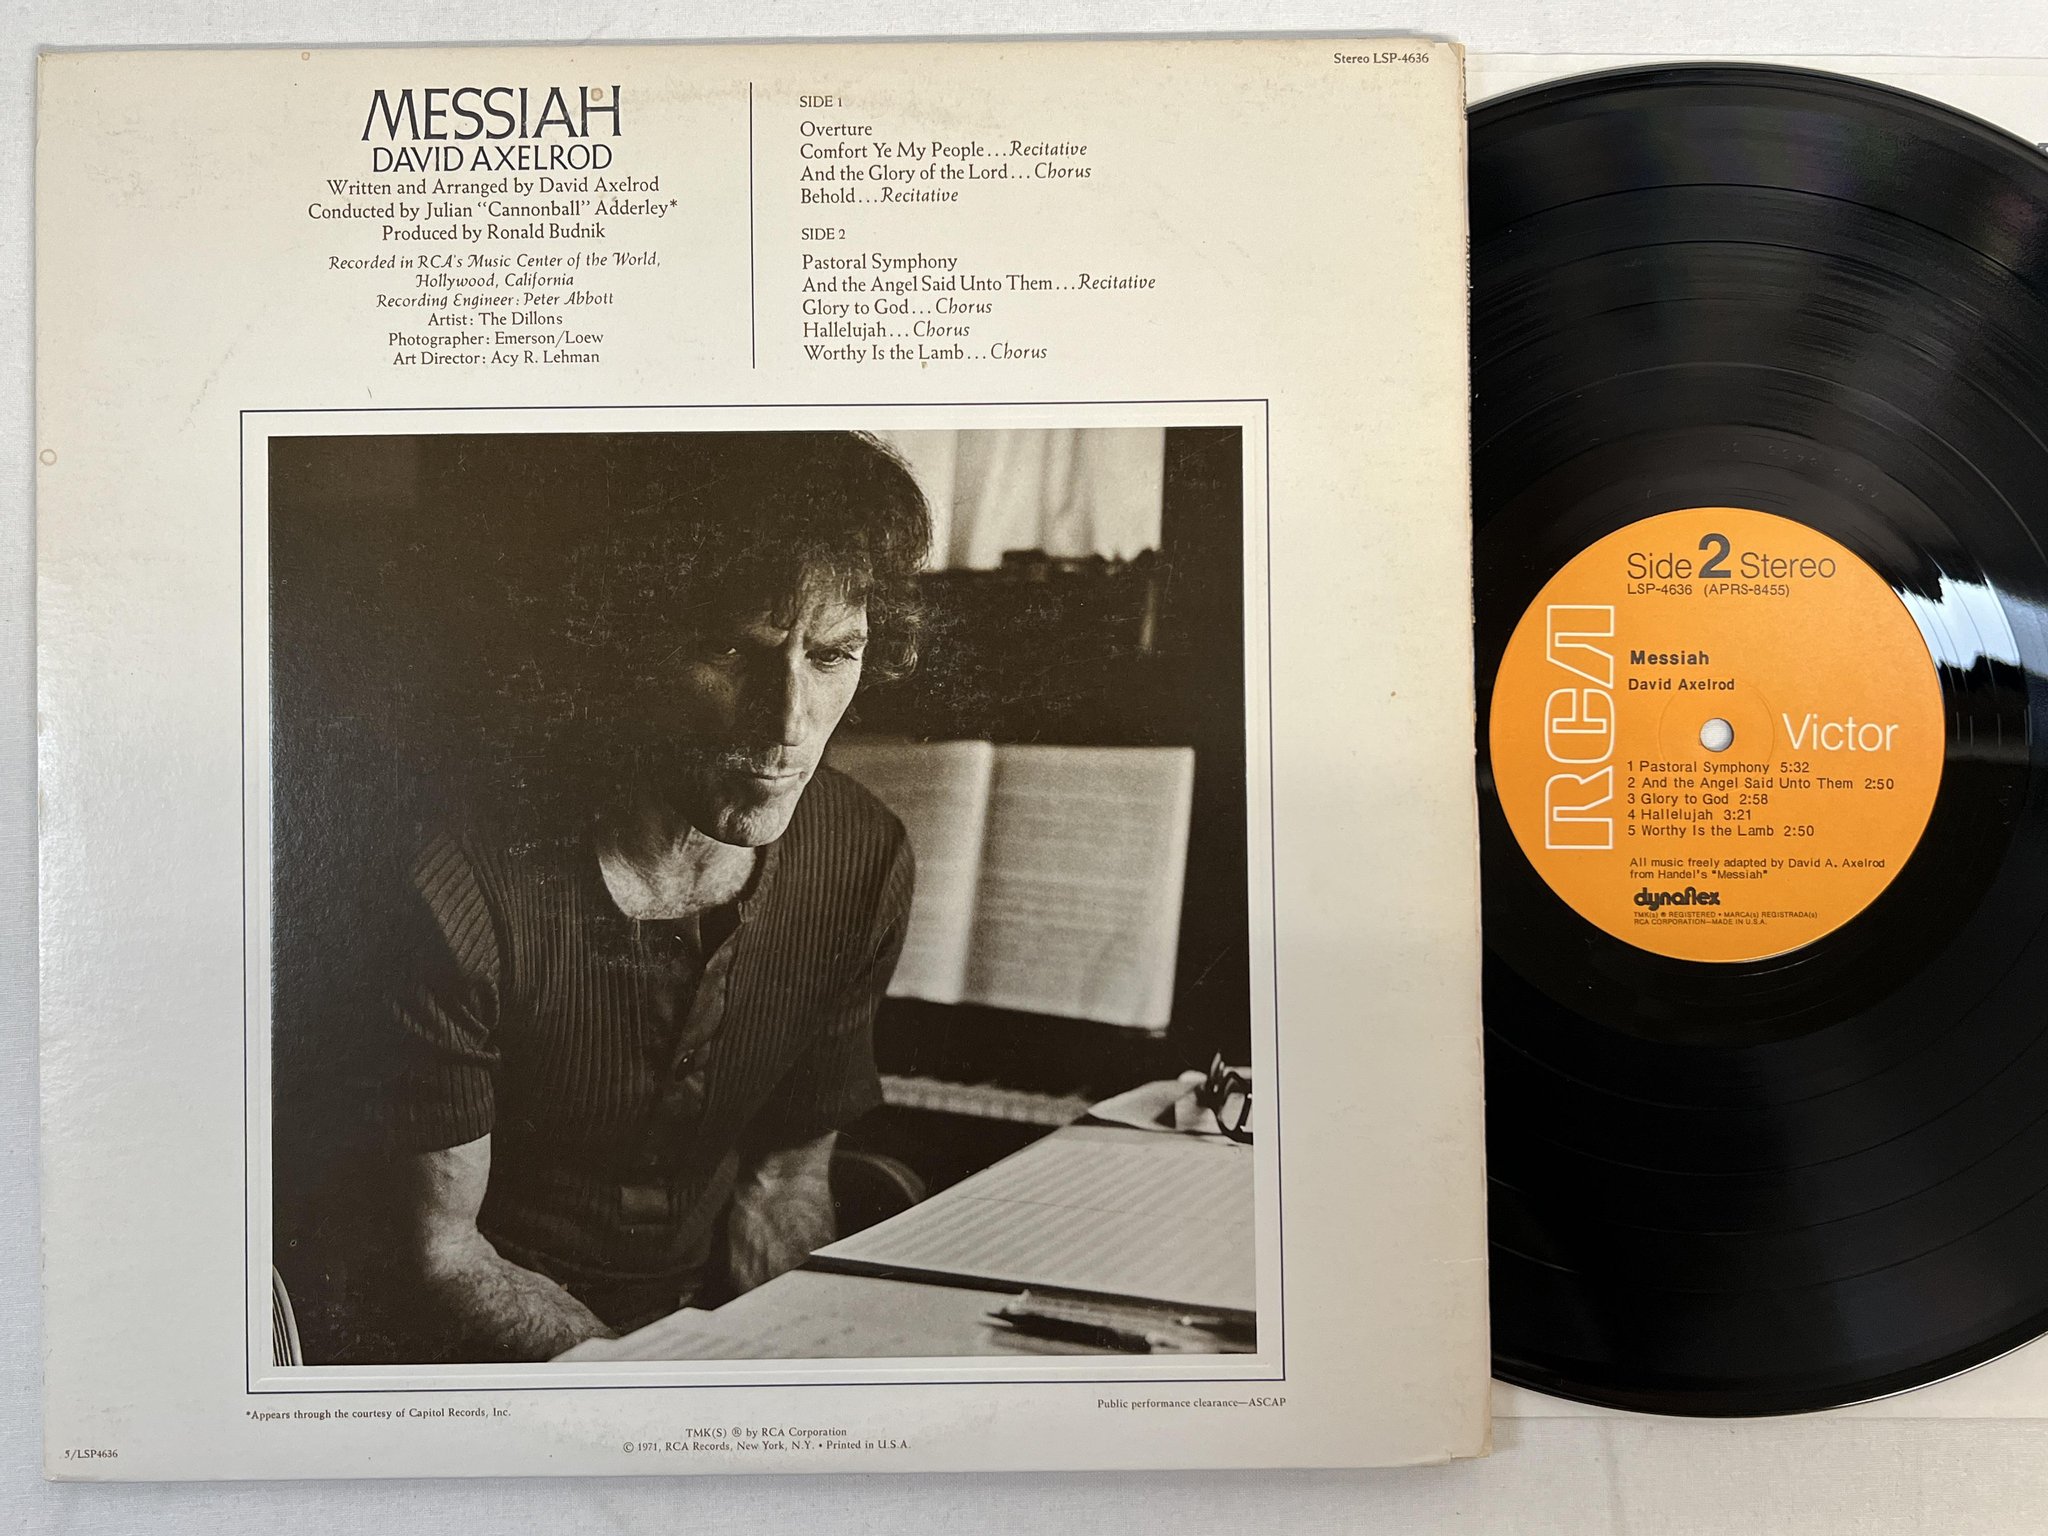 Stereo LSP-4636
MESSIAH
DAVID AXELROD
Written and Arranged by David Axelrod
Conducted by Julian “Cannonball” Adderley*
Produced by Ronald Budnik
Recorded in RCA's Music Center of the World,
Hollywood, California
Recording Engineer: Peter Abbott
Artist: The Dillons
Photographer: Emerson/Loew
Art Director: Acy R. Lehman
SIDE 1
Overture
Comfort Ye My People...Recitative
And the Glory of the Lord...Chorus
Behold...Recitative
SIDE 2
Pastoral Symphony
And the Angel Said Unto Them...Recitative
Glory to God...Chorus
Hallelujah...Chorus
Worthy Is the Lamb...Chorus
*Appears through the courtesy of Capitol Records, Inc.
Public performance clearance—ASCAP
TMK(S) ® by RCA Corporation
© 1971, RCA Records, New York, N.Y. • Printed in U.S.A.
5/LSP4636
Side 2 Stereo
LSP-4636 (APRS-8455)
RCA
Messiah
David Axelrod
Victor
1 Pastoral Symphony 5:32
2 And the Angel Said Unto Them 2:50
3 Glory to God 2:58
4 Hallelujah 3:21
5 Worthy Is the Lamb 2:50
All music freely adapted by David A. Axelrod
from Handel's "Messiah"
dynaflex
TMK(s) ® REGISTERED • MARCA(s) REGISTRADA(s)
RCA CORPORATION—MADE IN U.S.A.